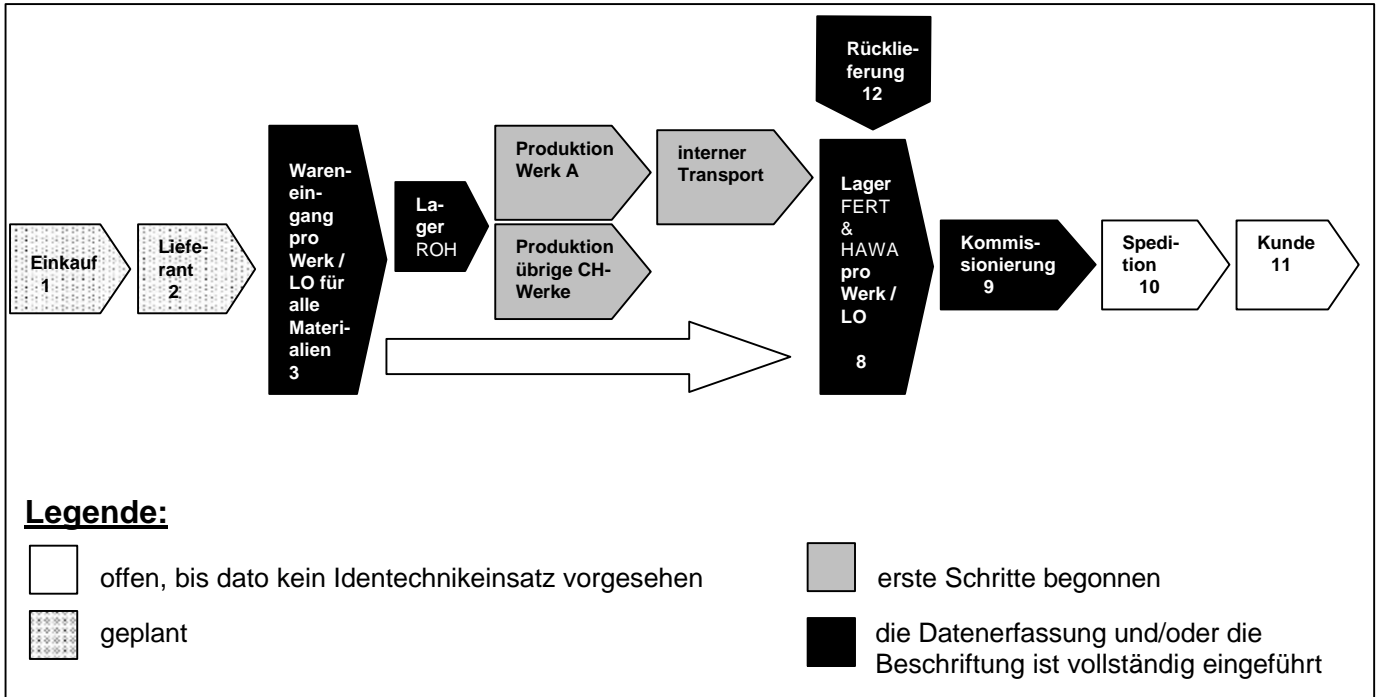 Rücklie-
ferung
12
Waren-
ein-
gang
pro
Werk /
LO für
alle
Materi-
alien
3
Produktion
Werk A
interner
Transport
La-
ger
ROH
Produktion
übrige CH-
Werke
Lager
FERT
&
HAWA
pro
Werk /
LO
8
Einkauf
1
Liefe-
rant
2
Kommis-
sionierung
9
Spedi-
tion
10
Kunde
11
Legende:
offen, bis dato kein Identechnikeinsatz vorgesehen
geplant
erste Schritte begonnen
die Datenerfassung und/oder die
Beschriftung ist vollständig eingeführt